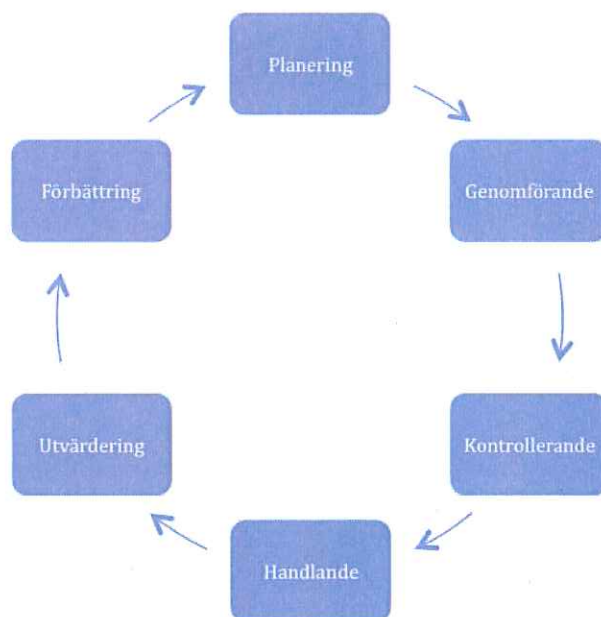 Planering
Genomförande
Kontrollerande
Handlande
Utvärdering
Förbättring